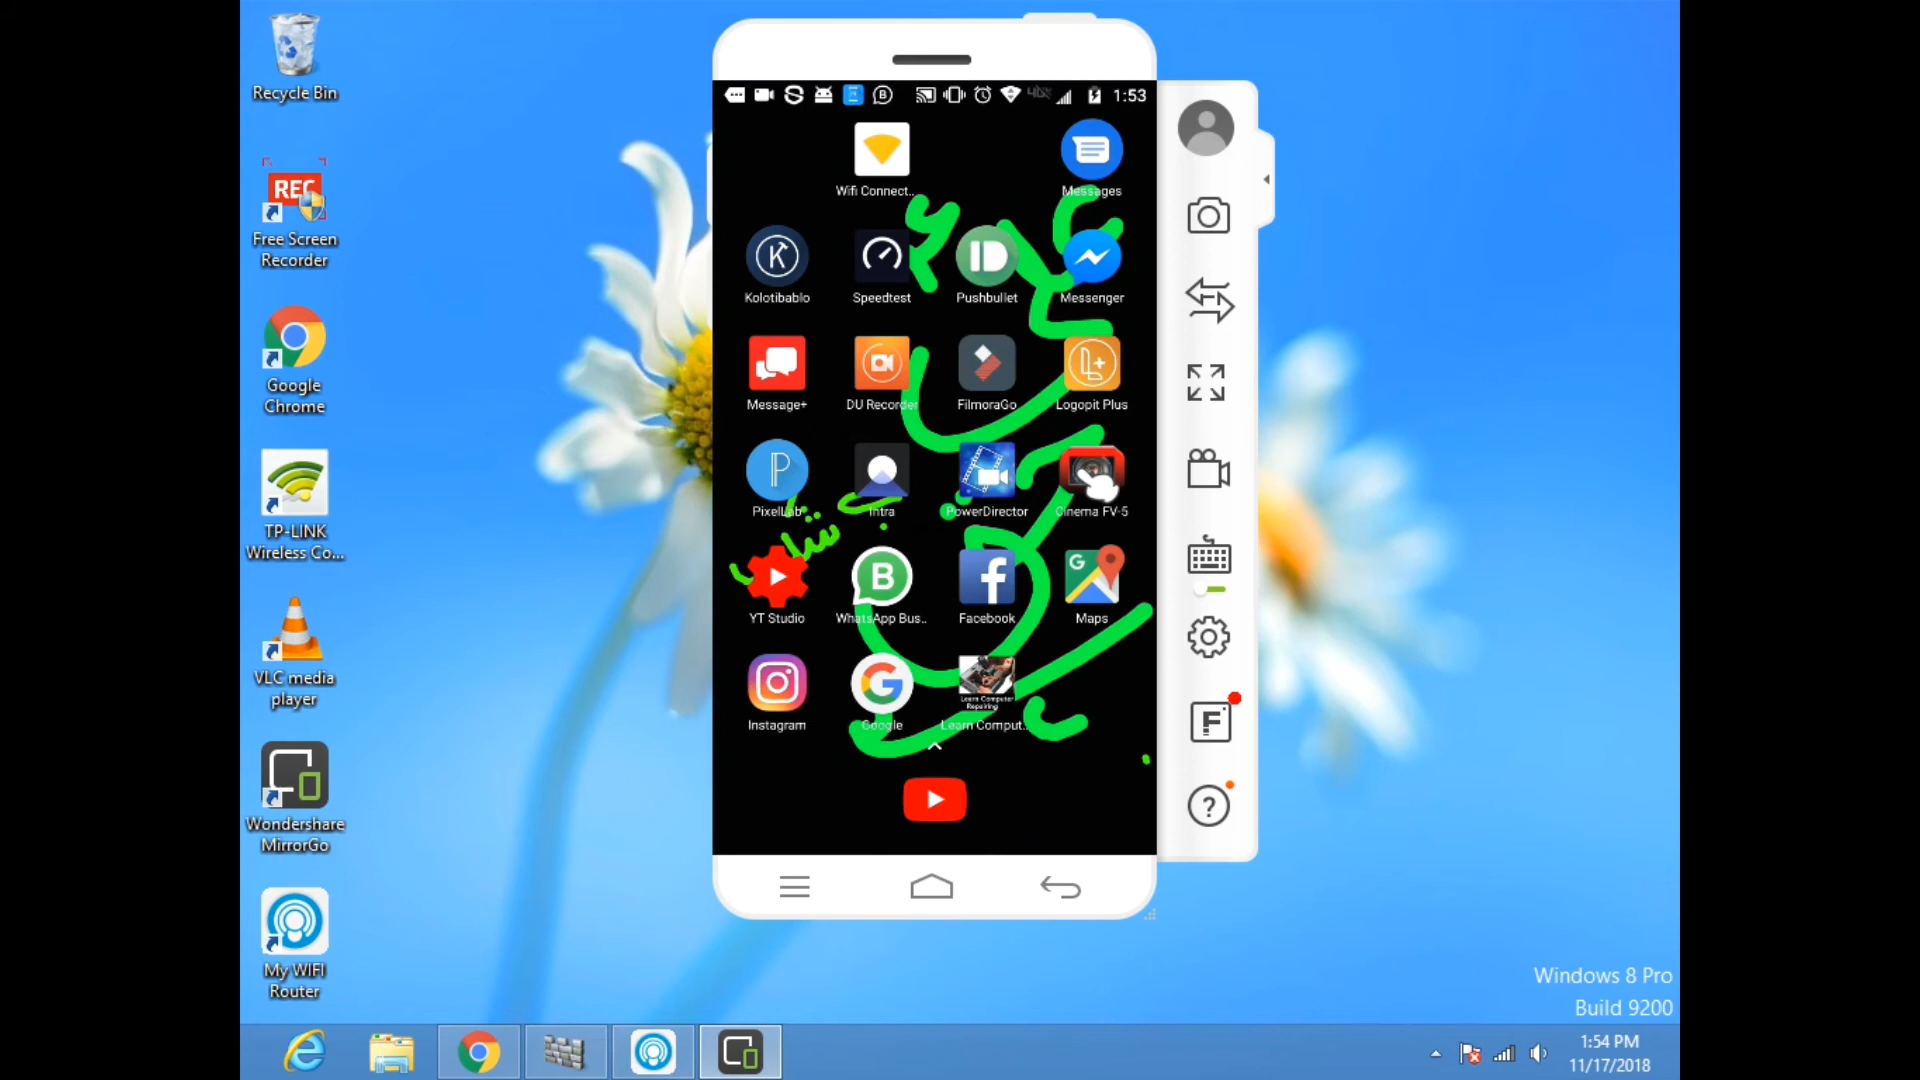 Recycle Bin
REC
Free Screen
Recorder
Google
Chrome
TP-LINK
Wireless Co...
VLC media
player
Wondershare
MirrorGo
My WIFI
Router
1:53
Wifi Connect..
Messages
Kolotibablo
Speedtest
Pushbullet
Messenger
Message+
DU Recorder
FilmoraGo
Logopit Plus
PixelLab
Intra
PowerDirector
Cinema FV-5
YT Studio
WhatsApp Bus..
Facebook
Maps
Instagram
Google
Learn Computer
Repairing
Learn Comput..
Windows 8 Pro
Build 9200
1:54 PM
11/17/2018